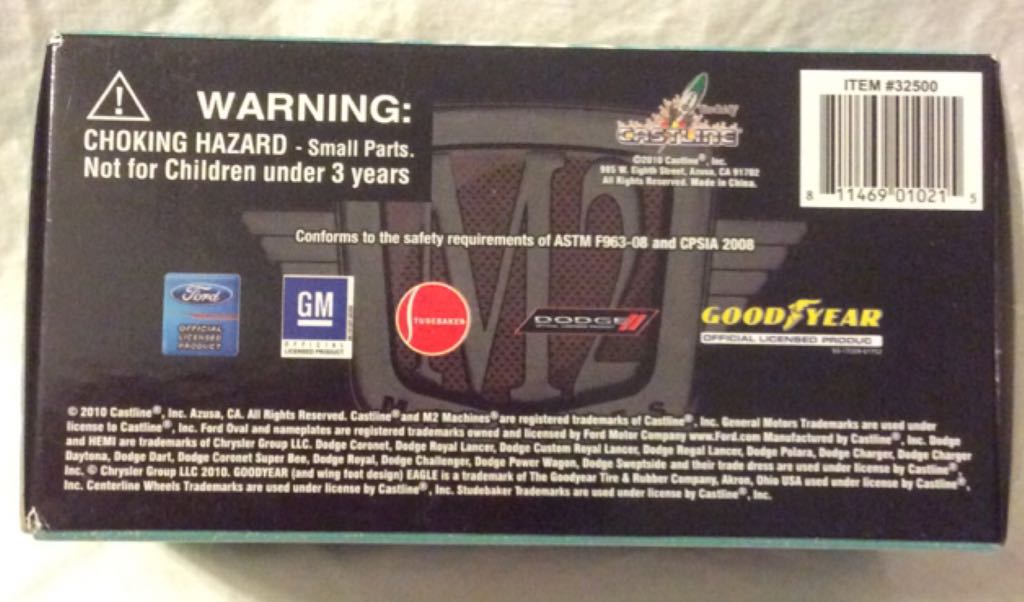 WARNING:
CHOKING HAZARD - Small Parts.
Not for Children under 3 years
CASTLINE
©2010 Castline®, Inc.
985 W. Eighth Street, Azusa, CA 91702
All Rights Reserved. Made in China.
ITEM #32500
8 11469 01021 5
Conforms to the safety requirements of ASTM F963-08 and CPSIA 2008
M2
Ford
OFFICIAL
LICENSED
PRODUCT
GM
OFFICIAL
LICENSED PRODUCT
STUDEBAKER
DODGE
OFFICIAL LICENSED PRODUCT
GOODYEAR
OFFICIAL LICENSED PRODUC
© 2010 Castline®, Inc. Azusa, CA. All Rights Reserved. Castline® and M2 Machines® are registered trademarks of Castline®, Inc. General Motors Trademarks are used under
license to Castline®, Inc. Ford Oval and nameplates are registered trademarks owned and licensed by Ford Motor Company www.Ford.com Manufactured by Castline®, Inc. Dodge
and HEMI are trademarks of Chrysler Group LLC. Dodge Coronet, Dodge Royal Lancer, Dodge Custom Royal Lancer, Dodge Regal Lancer, Dodge Polara, Dodge Charger, Dodge Charger
Daytona, Dodge Dart, Dodge Coronet Super Bee, Dodge Royal, Dodge Challenger, Dodge Power Wagon, Dodge Sweptside and their trade dress are used under license by Castline®,
Inc. © Chrysler Group LLC 2010. GOODYEAR (and wing foot design) EAGLE is a trademark of The Goodyear Tire & Rubber Company, Akron, Ohio USA used under license by Castline®,
Inc. Centerline Wheels Trademarks are used under license by Castline®, Inc. Studebaker Trademarks are used under license by Castline®, Inc.